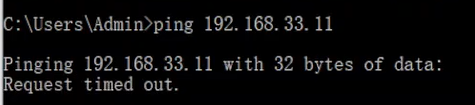 C:\Users\Admin>ping 192.168.33.11
Pinging 192.168.33.11 with 32 bytes of data:
Request timed out.